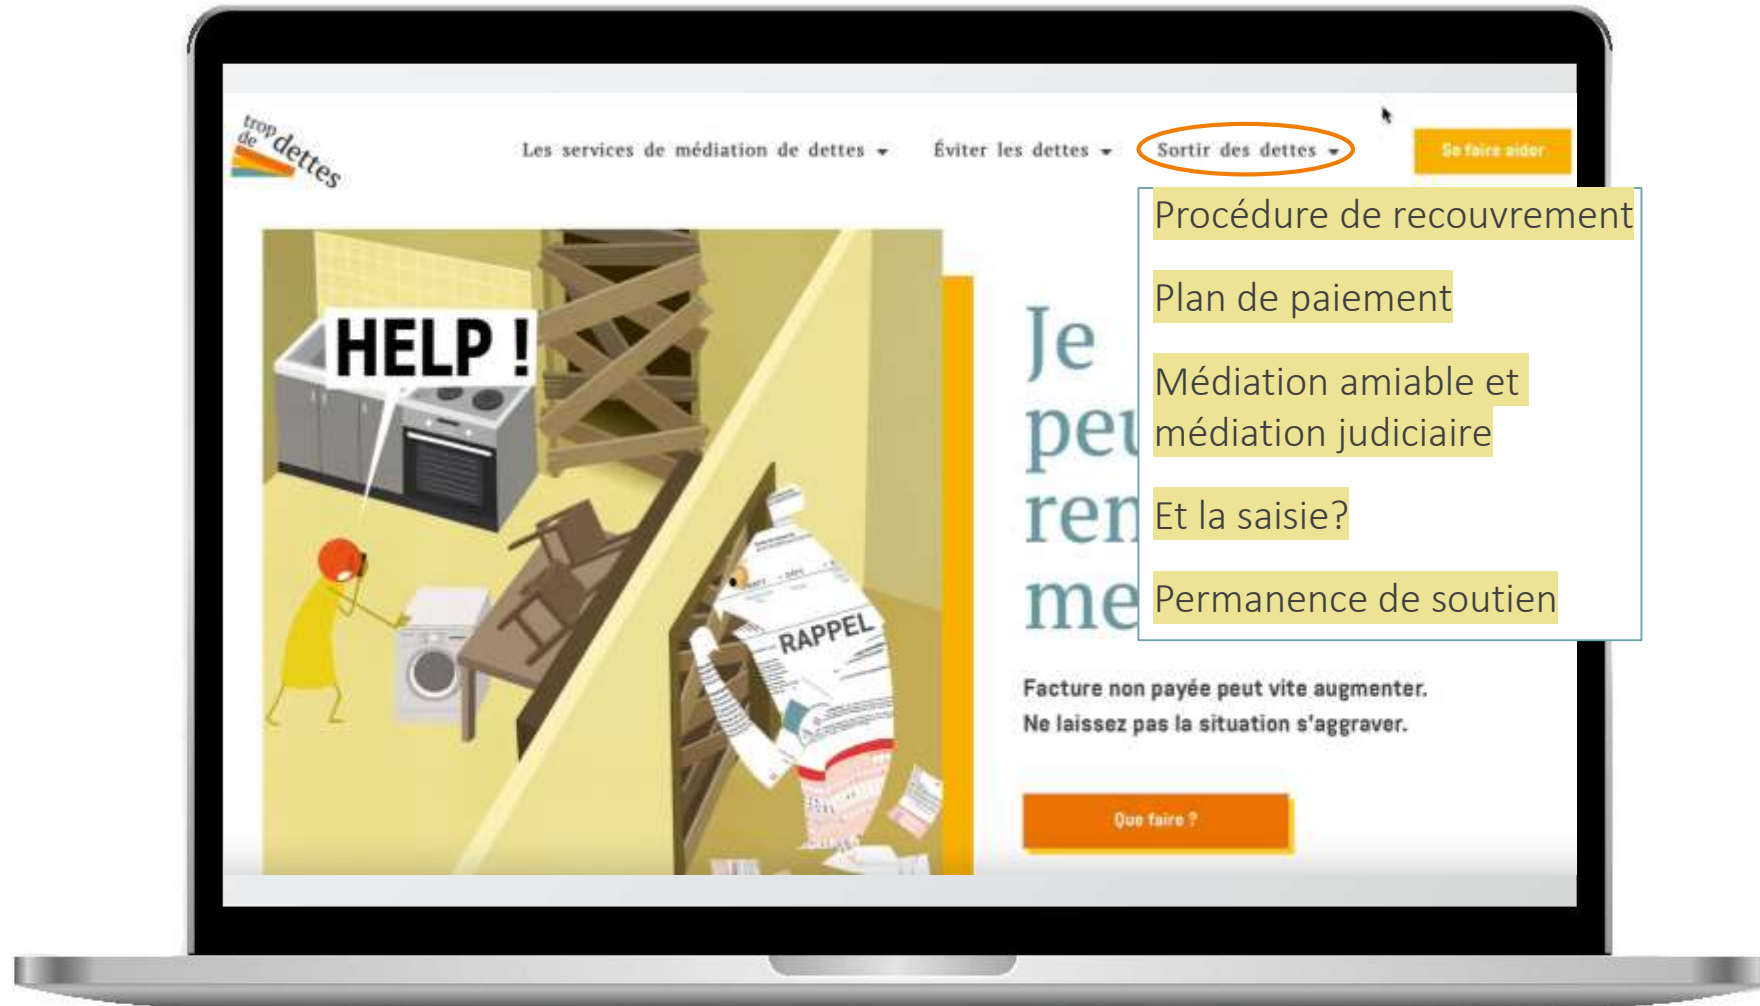 trop
de dettes
Les services de médiation de dettes
Éviter les dettes
Sortir des dettes
Se faire aider
Procédure de recouvrement
Plan de paiement
Médiation amiable et
médiation judiciaire
Et la saisie?
Permanence de soutien
HELP !
RAPPEL
Je
peu
ren
me
Facture non payée peut vite augmenter.
Ne laissez pas la situation s'aggraver.
Que faire ?